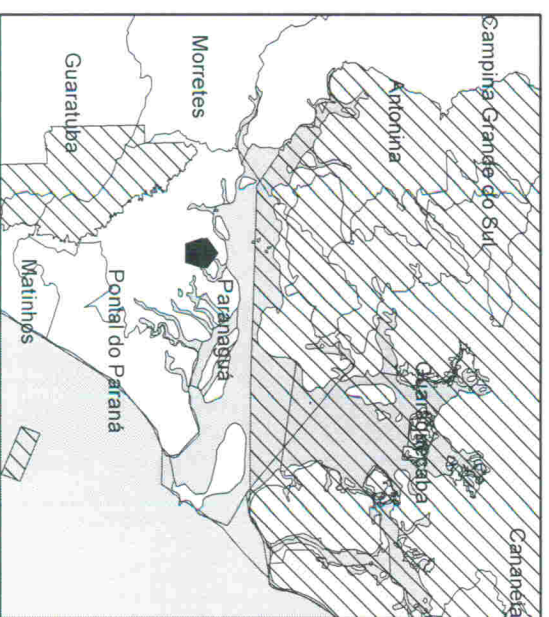 Campina Grande do Sul
Cananéia
Antonina
Guaraqueçaba
Morretes
Paranaguá
Guaratuba
Pontal do Paraná
Matinhos